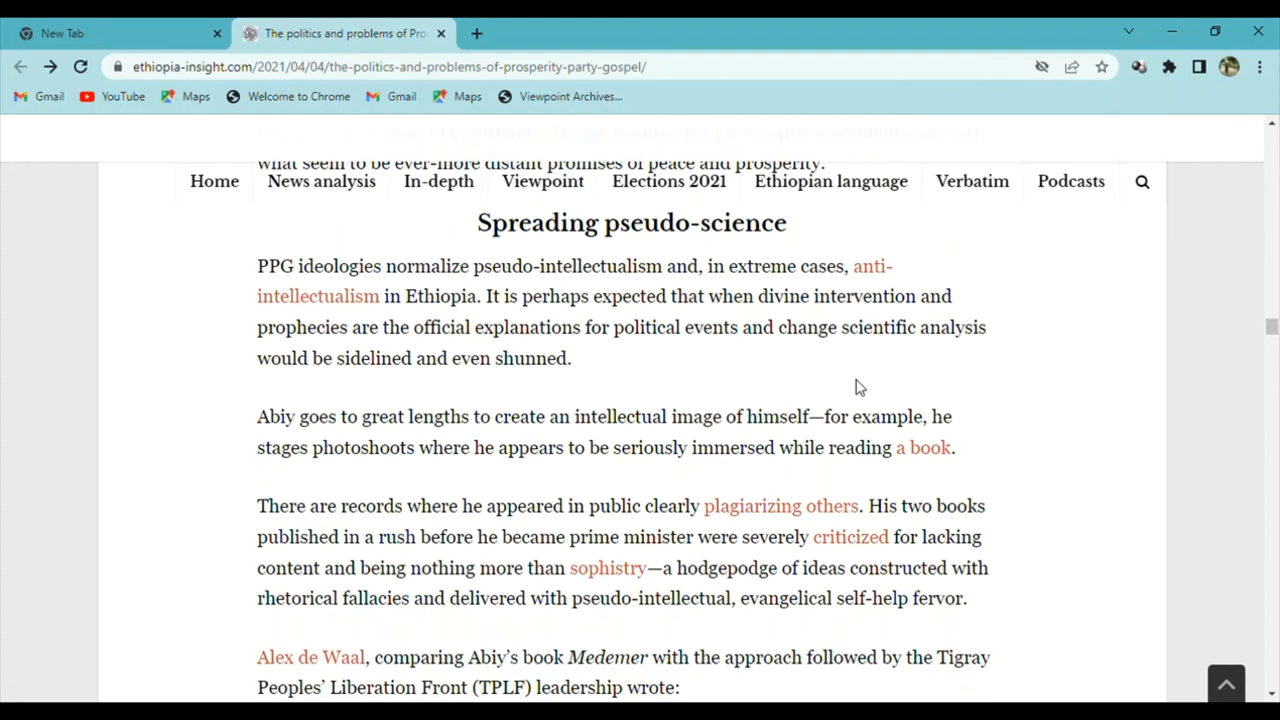 New Tab
The politics and problems of Pro
ethiopia-insight.com/2021/04/04/the-politics-and-problems-of-prosperity-party-gospel/
Gmail YouTube Maps Welcome to Chrome Gmail Maps Viewpoint Archives...
what seem to be ever-more distant promises of peace and prosperity.
Home News analysis In-depth Viewpoint Elections 2021 Ethiopian language Verbatim Podcasts
Spreading pseudo-science
PPG ideologies normalize pseudo-intellectualism and, in extreme cases, anti-
intellectualism in Ethiopia. It is perhaps expected that when divine intervention and
prophecies are the official explanations for political events and change scientific analysis
would be sidelined and even shunned.
Abiy goes to great lengths to create an intellectual image of himself—for example, he
stages photoshoots where he appears to be seriously immersed while reading a book.
There are records where he appeared in public clearly plagiarizing others. His two books
published in a rush before he became prime minister were severely criticized for lacking
content and being nothing more than sophistry—a hodgepodge of ideas constructed with
rhetorical fallacies and delivered with pseudo-intellectual, evangelical self-help fervor.
Alex de Waal, comparing Abiy's book Medemer with the approach followed by the Tigray
Peoples' Liberation Front (TPLF) leadership wrote: